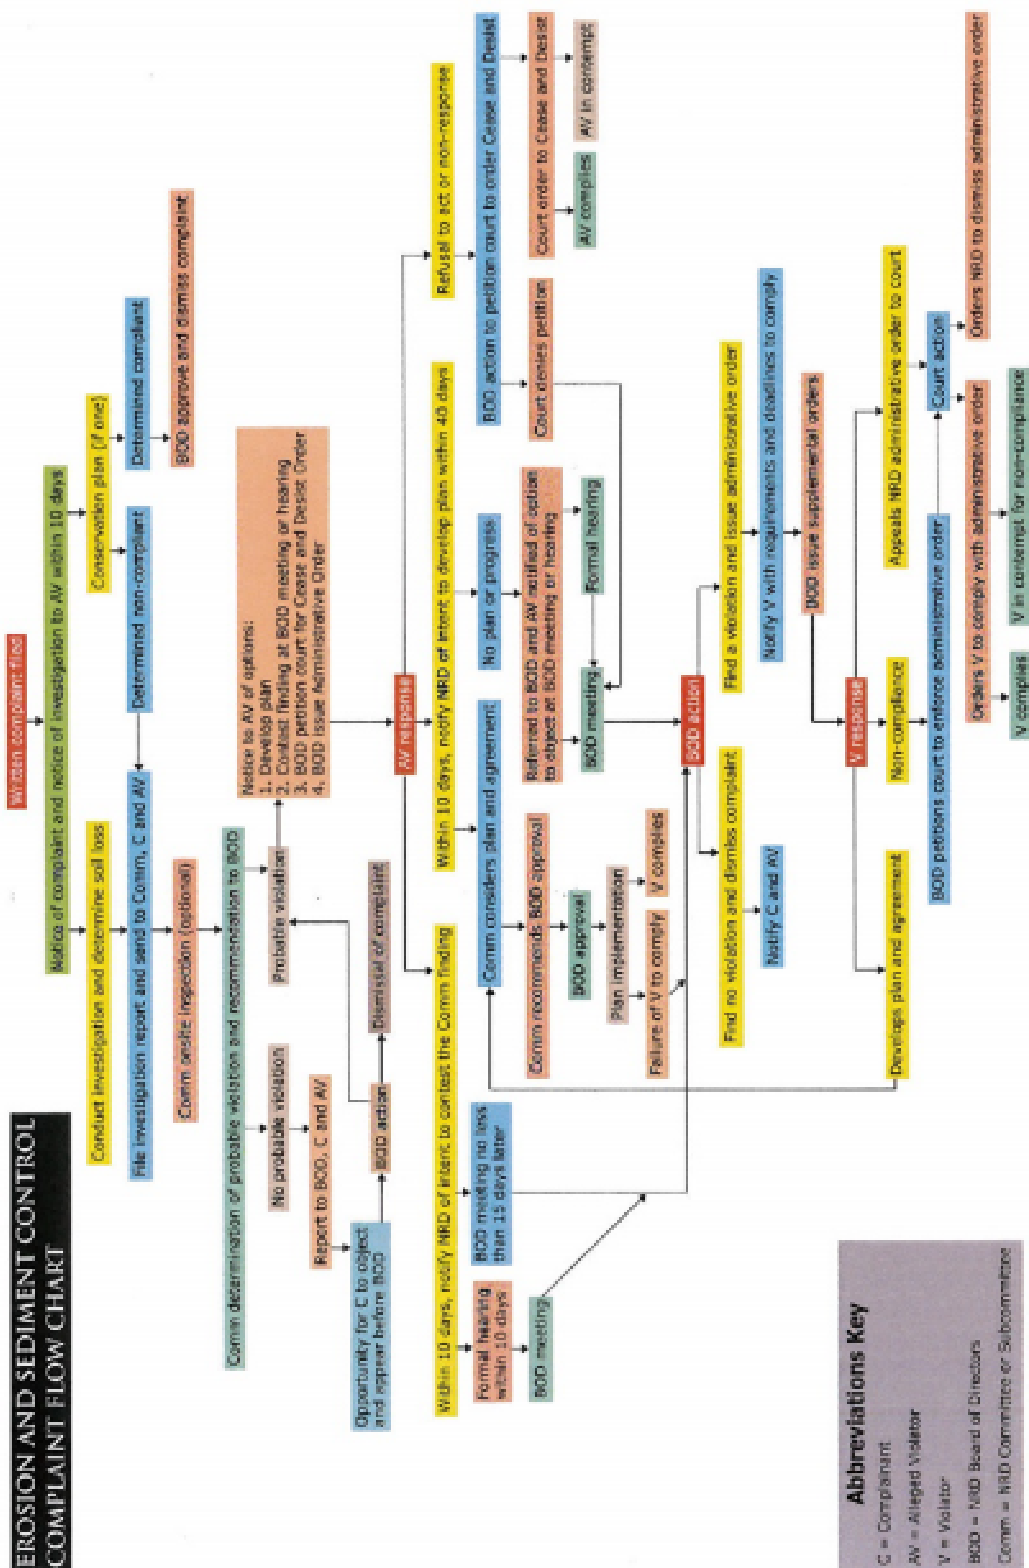 EROSION AND SEDIMENT CONTROL
COMPLAINT FLOW CHART
Written complaint filed
Notice of complaint and notice of investigation to AV within 10 days
Conduct investigation and determine soil loss
Conservation plan (if one)
File investigation report and send to Comm, C and AV
Determined non-compliant
Determined compliant
Comm onsite inspection (optional)
BOD approve and dismiss complaint
Comm determination of probable violation and recommendation to BOD
No probable violation
Probable violation
Notice to AV of options:
1. Develop plan
2. Contest finding at BOD meeting or hearing
3. BOD petition court for Cease and Desist Order
4. BOD issue Administrative Order
Report to BOD, C and AV
Opportunity for C to object
and appear before BOD
BOD action
Dismissal of complaint
AV response
Within 10 days, notify NRD of intent to contest the Comm finding
Within 10 days, notify NRD of intent to develop plan within 40 days
Refusal to act or non-response
Formal hearing
within 10 days
BOD meeting no less
than 15 days later
Comm considers plan and agreement
No plan or progress
BOD action to petition court to order Cease and Desist
BOD meeting
Comm recommends BOD approval
Referred to BOD and AV notified of option
to object at BOD meeting or hearing
Court denies petition
Court order to Cease and Desist
BOD approval
BOD meeting
Formal hearing
AV complies
AV in contempt
Plan implementation
Failure of V to comply
V complies
BOD action
Find no violation and dismiss complaint
Find a violation and issue administrative order
Notify C and AV
Notify V with requirements and deadlines to comply
BOD issue supplemental orders
V response
Develops plan and agreement
Non-compliance
Appeals NRD administrative order to court
BOD petitions court to enforce administrative order
Court action
Orders V to comply with administrative order
Orders NRD to dismiss administrative order
V complies
V in contempt for non-compliance
Abbreviations Key
C = Complainant
AV = Alleged Violator
V = Violator
BOD = NRD Board of Directors
Comm = NRD Committee or Subcommittee